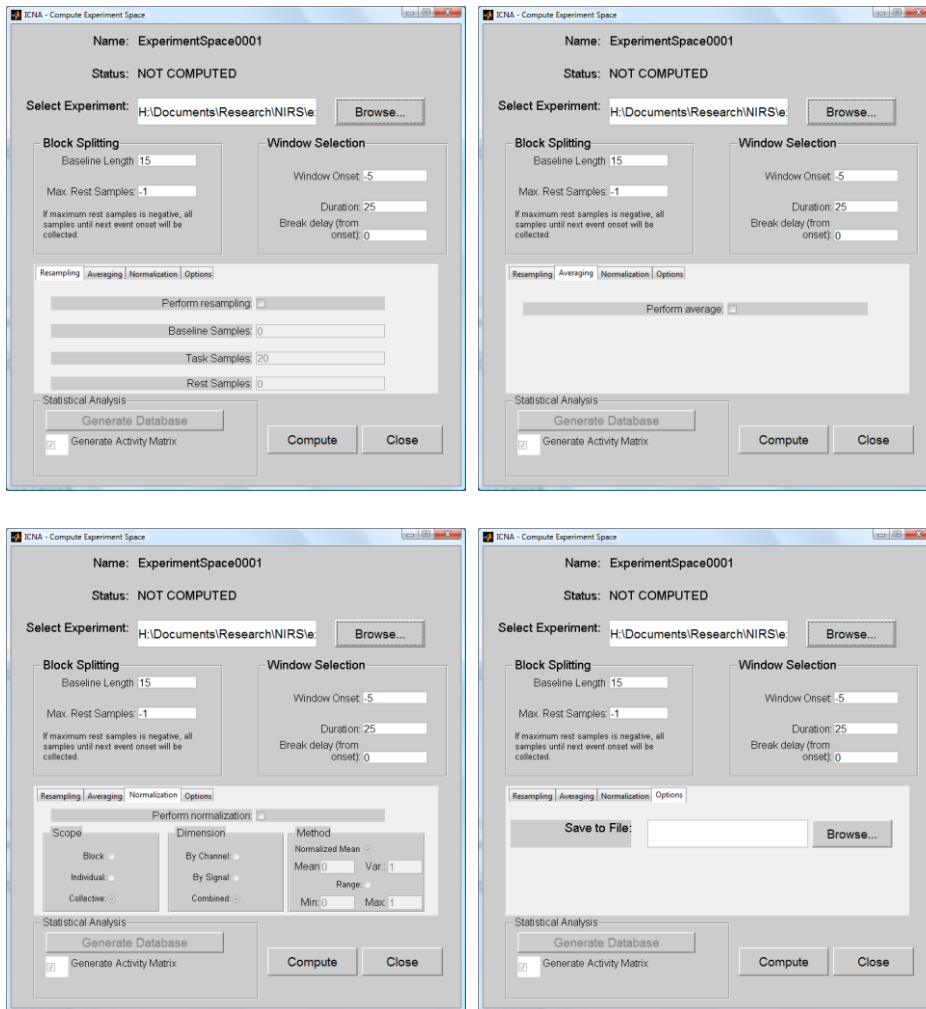 ICNA - Compute Experiment Space
Name: ExperimentSpace0001
Status: NOT COMPUTED
Select Experiment: H:\Documents\Research\NIRS\e: Browse...
Block Splitting
Baseline Length 15
Max. Rest Samples: -1
If maximum rest samples is negative, all
samples until next event onset will be
collected.
Window Selection
Window Onset: -5
Duration: 25
Break delay (from
onset): 0
Resampling Averaging Normalization Options
Perform resampling:
Baseline Samples: 0
Task Samples: 20
Rest Samples: 0
Statistical Analysis
Generate Database
Generate Activity Matrix
Compute Close
ICNA - Compute Experiment Space
Name: ExperimentSpace0001
Status: NOT COMPUTED
Select Experiment: H:\Documents\Research\NIRS\e: Browse...
Block Splitting
Baseline Length 15
Max. Rest Samples: -1
If maximum rest samples is negative, all
samples until next event onset will be
collected.
Window Selection
Window Onset: -5
Duration: 25
Break delay (from
onset): 0
Resampling Averaging Normalization Options
Perform average:
Statistical Analysis
Generate Database
Generate Activity Matrix
Compute Close
ICNA - Compute Experiment Space
Name: ExperimentSpace0001
Status: NOT COMPUTED
Select Experiment: H:\Documents\Research\NIRS\e: Browse...
Block Splitting
Baseline Length 15
Max. Rest Samples: -1
If maximum rest samples is negative, all
samples until next event onset will be
collected.
Window Selection
Window Onset: -5
Duration: 25
Break delay (from
onset): 0
Resampling Averaging Normalization Options
Perform normalization:
Scope
Block
Individual:
Collective:
Dimension
By Channel:
By Signal:
Combined:
Method
Normalized Mean
Mean: 0 Var.: 1
Range:
Min: 0 Max: 1
Statistical Analysis
Generate Database
Generate Activity Matrix
Compute Close
ICNA - Compute Experiment Space
Name: ExperimentSpace0001
Status: NOT COMPUTED
Select Experiment: H:\Documents\Research\NIRS\e: Browse...
Block Splitting
Baseline Length 15
Max. Rest Samples: -1
If maximum rest samples is negative, all
samples until next event onset will be
collected.
Window Selection
Window Onset: -5
Duration: 25
Break delay (from
onset): 0
Resampling Averaging Normalization Options
Save to File: Browse...
Statistical Analysis
Generate Database
Generate Activity Matrix
Compute Close